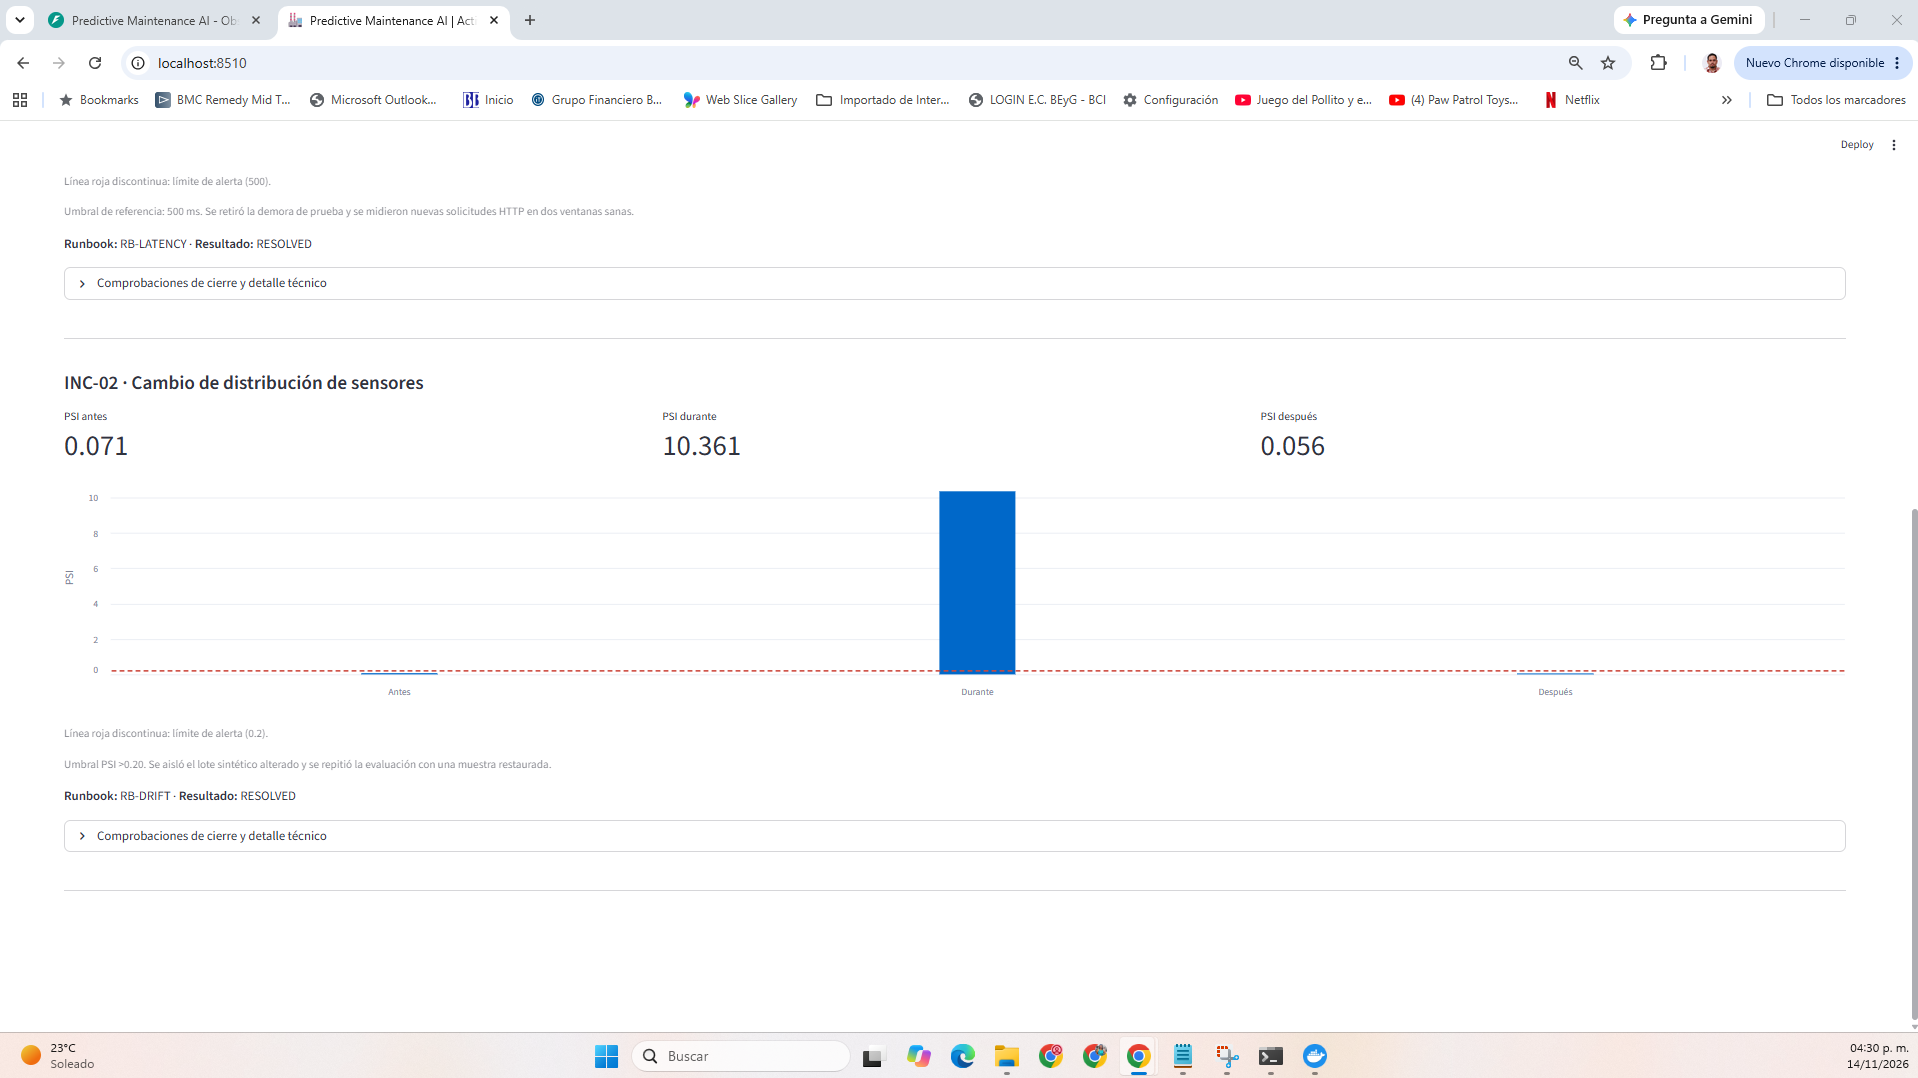 Predictive Maintenance AI - Obs
Predictive Maintenance AI | Act
Pregunta a Gemini
localhost:8510
Nuevo Chrome disponible
Bookmarks
BMC Remedy Mid T...
Microsoft Outlook...
Inicio
Grupo Financiero B...
Web Slice Gallery
Importado de Inter...
LOGIN E.C. BEyG - BCI
Configuración
Juego del Pollito y e...
(4) Paw Patrol Toys...
Netflix
Todos los marcadores
Deploy
Línea roja discontinua: límite de alerta (500).
Umbral de referencia: 500 ms. Se retiró la demora de prueba y se midieron nuevas solicitudes HTTP en dos ventanas sanas.
Runbook: RB-LATENCY · Resultado: RESOLVED
Comprobaciones de cierre y detalle técnico
INC-02 · Cambio de distribución de sensores
PSI antes
0.071
PSI durante
10.361
PSI después
0.056
PSI
10
8
6
4
2
0
Antes
Durante
Después
Línea roja discontinua: límite de alerta (0.2).
Umbral PSI >0.20. Se aisló el lote sintético alterado y se repitió la evaluación con una muestra restaurada.
Runbook: RB-DRIFT · Resultado: RESOLVED
Comprobaciones de cierre y detalle técnico
23°C
Soleado
Buscar
04:30 p. m.
14/11/2026